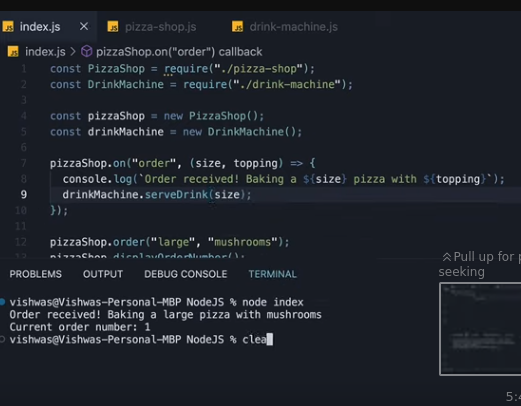 index.js × pizza-shop.js drink-machine.js
index.js > pizzaShop.on("order") callback
1 const PizzaShop = require("./pizza-shop");
2 const DrinkMachine = require("./drink-machine");
3
4 const pizzaShop = new PizzaShop();
5 const drinkMachine = new DrinkMachine();
6
7 pizzaShop.on("order", (size, topping) => {
8 console.log(`Order received! Baking a ${size} pizza with ${topping}`);
9 drinkMachine.serveDrink(size);
10 });
11
12 pizzaShop.order("large", "mushrooms");
13 pizzaShop.displayOrderNumber();
Pull up for p
seeking
PROBLEMS OUTPUT DEBUG CONSOLE TERMINAL
vishwas@Vishwas-Personal-MBP NodeJS % node index
Order received! Baking a large pizza with mushrooms
Current order number: 1
vishwas@Vishwas-Personal-MBP NodeJS % clea
5:4